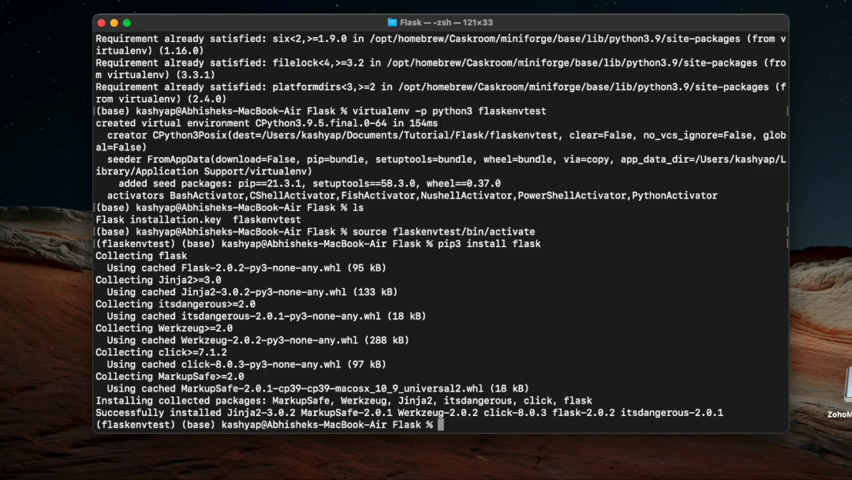 Flask — -zsh — 121×33
Requirement already satisfied: six<2,>=1.9.0 in /opt/homebrew/Caskroom/miniforge/base/lib/python3.9/site-packages (from v
irtualenv) (1.16.0)
Requirement already satisfied: filelock<4,>=3.2 in /opt/homebrew/Caskroom/miniforge/base/lib/python3.9/site-packages (fro
m virtualenv) (3.3.1)
Requirement already satisfied: platformdirs<3,>=2 in /opt/homebrew/Caskroom/miniforge/base/lib/python3.9/site-packages (f
rom virtualenv) (2.4.0)
(base) kashyap@Abhisheks-MacBook-Air Flask % virtualenv -p python3 flaskenvtest
created virtual environment CPython3.9.5.final.0-64 in 154ms
  creator CPython3Posix(dest=/Users/kashyap/Documents/Tutorial/Flask/flaskenvtest, clear=False, no_vcs_ignore=False, glob
al=False)
  seeder FromAppData(download=False, pip=bundle, setuptools=bundle, wheel=bundle, via=copy, app_data_dir=/Users/kashyap/L
ibrary/Application Support/virtualenv)
    added seed packages: pip==21.3.1, setuptools==58.3.0, wheel==0.37.0
  activators BashActivator,CShellActivator,FishActivator,NushellActivator,PowerShellActivator,PythonActivator
(base) kashyap@Abhisheks-MacBook-Air Flask % ls
Flask installation.key  flaskenvtest
(base) kashyap@Abhisheks-MacBook-Air Flask % source flaskenvtest/bin/activate
(flaskenvtest) (base) kashyap@Abhisheks-MacBook-Air Flask % pip3 install flask
Collecting flask
  Using cached Flask-2.0.2-py3-none-any.whl (95 kB)
Collecting Jinja2>=3.0
  Using cached Jinja2-3.0.2-py3-none-any.whl (133 kB)
Collecting itsdangerous>=2.0
  Using cached itsdangerous-2.0.1-py3-none-any.whl (18 kB)
Collecting Werkzeug>=2.0
  Using cached Werkzeug-2.0.2-py3-none-any.whl (288 kB)
Collecting click>=7.1.2
  Using cached click-8.0.3-py3-none-any.whl (97 kB)
Collecting MarkupSafe>=2.0
  Using cached MarkupSafe-2.0.1-cp39-cp39-macosx_10_9_universal2.whl (18 kB)
Installing collected packages: MarkupSafe, Werkzeug, Jinja2, itsdangerous, click, flask
Successfully installed Jinja2-3.0.2 MarkupSafe-2.0.1 Werkzeug-2.0.2 click-8.0.3 flask-2.0.2 itsdangerous-2.0.1
(flaskenvtest) (base) kashyap@Abhisheks-MacBook-Air Flask %
ZohoM